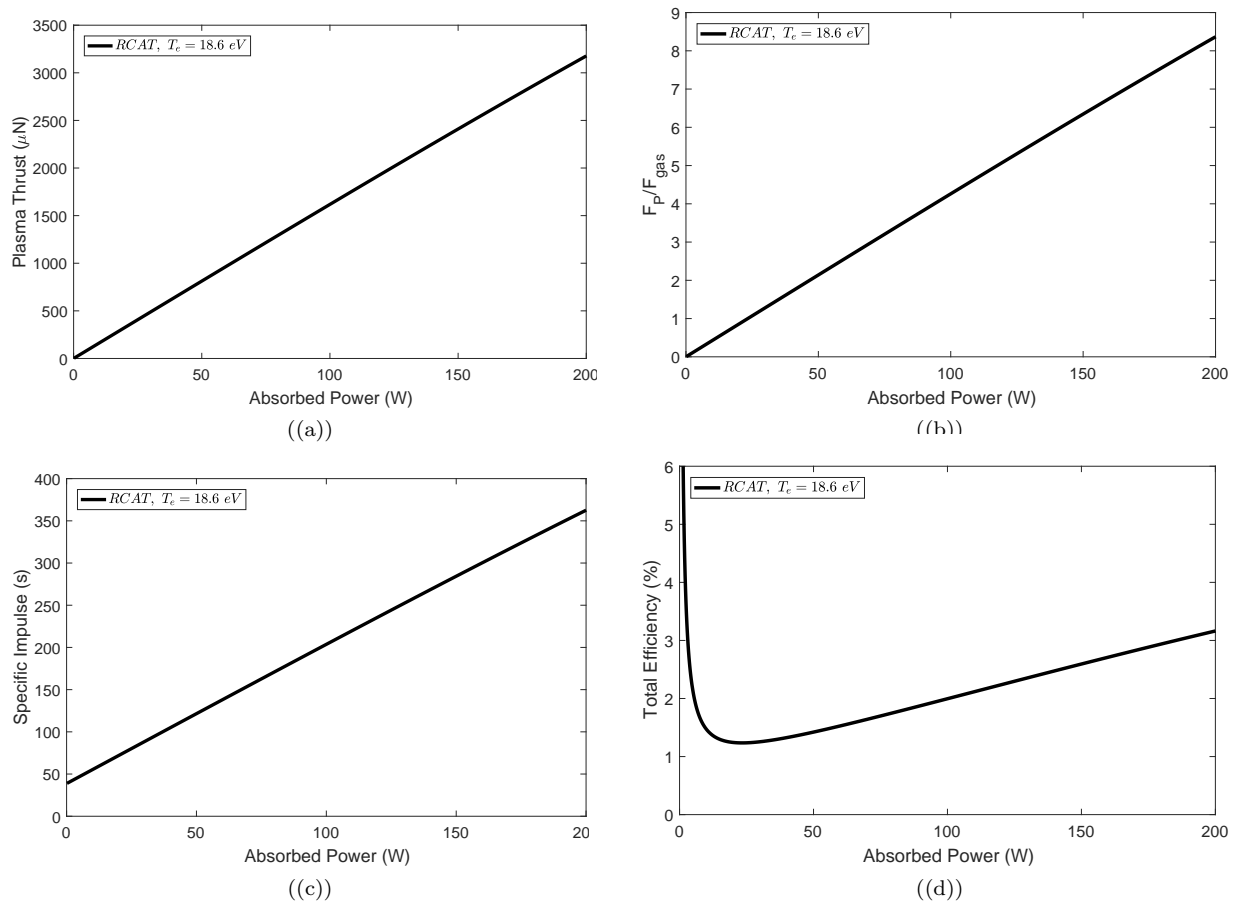 3500
3000
2500
2000
1500
1000
500
0
Plasma Thrust (μN)
RCAT, T_e = 18.6 eV
0 50 100 150 200
Absorbed Power (W)
((a))
9
8
7
6
5
4
3
2
1
0
F_P/F_gas
RCAT, T_e = 18.6 eV
0 50 100 150 200
Absorbed Power (W)
((b))
400
350
300
250
200
150
100
50
0
Specific Impulse (s)
RCAT, T_e = 18.6 eV
0 50 100 150 20
Absorbed Power (W)
((c))
6
5
4
3
2
1
0
Total Efficiency (%)
RCAT, T_e = 18.6 eV
0 50 100 150 200
Absorbed Power (W)
((d))